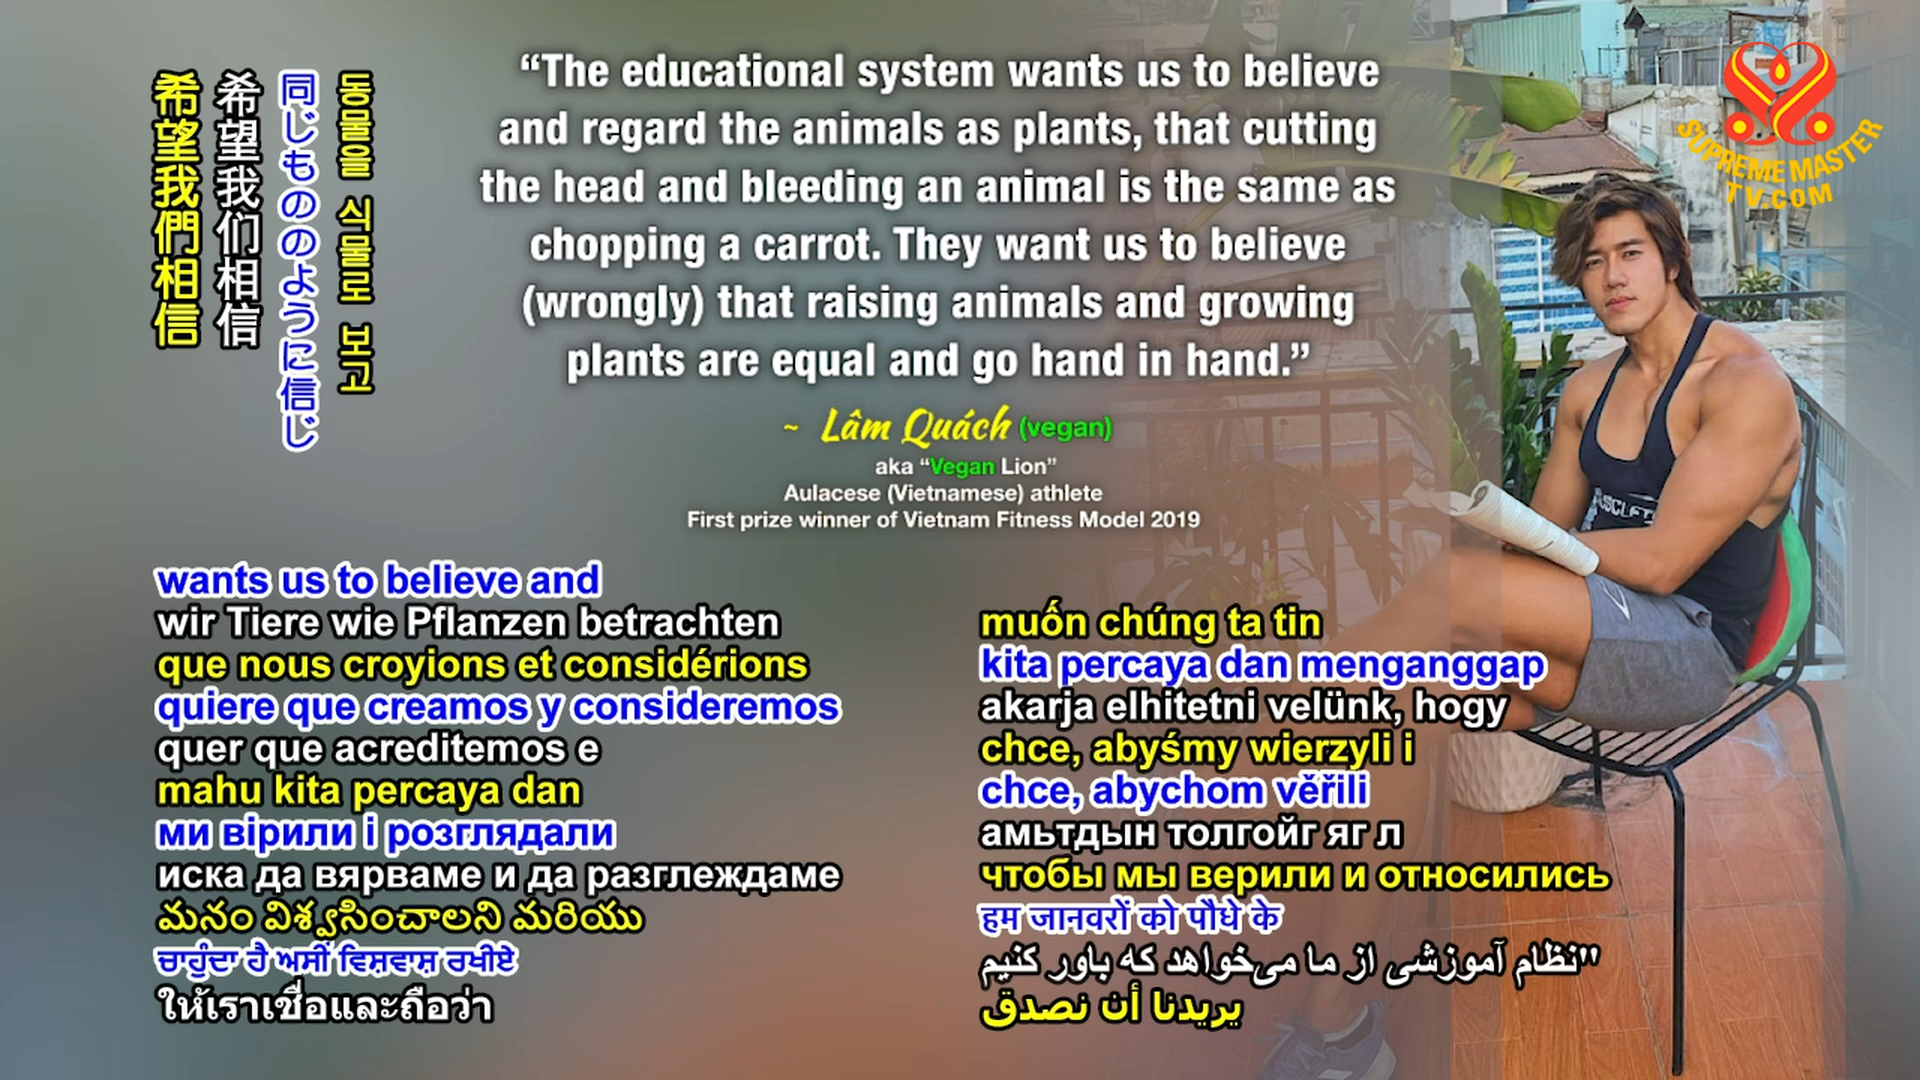 希望我們相信
希望我们相信
同じもののように信じ
동물을 식물로 보고
“The educational system wants us to believe
and regard the animals as plants, that cutting
the head and bleeding an animal is the same as
chopping a carrot. They want us to believe
(wrongly) that raising animals and growing
plants are equal and go hand in hand.”
~ Lâm Quách (vegan)
aka “Vegan Lion”
Aulacese (Vietnamese) athlete
First prize winner of Vietnam Fitness Model 2019
SUPREME MASTER
TV.COM
wants us to believe and
wir Tiere wie Pflanzen betrachten
que nous croyions et considérions
quiere que creamos y consideremos
quer que acreditemos e
mahu kita percaya dan
ми вірили і розглядали
иска да вярваме и да разглеждаме
మనం విశ్వసించాలని మరియు
ਚਾਹੁੰਦਾ ਹੈ ਅਸੀਂ ਵਿਸ਼ਵਾਸ਼ ਰਖੀਏ
ให้เราเชื่อและถือว่า
muốn chúng ta tin
kita percaya dan menganggap
akarja elhitetni velünk, hogy
chce, abyśmy wierzyli i
chce, abychom věřili
амьтдын толгойг яг л
чтобы мы верили и относились
हम जानवरों को पौधे के
"نظام آموزشی از ما می‌خواهد که باور کنیم
يريدنا أن نصدق